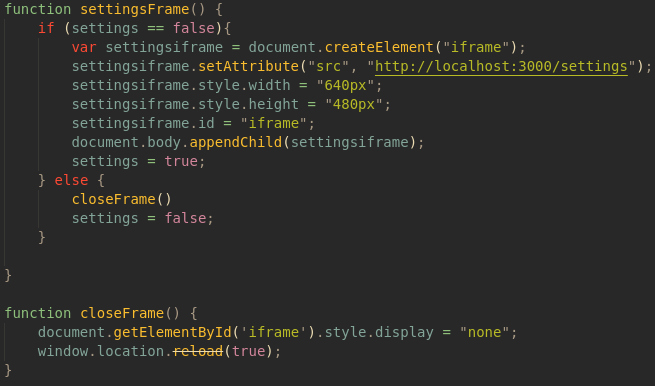 function settingsFrame() {
    if (settings == false){
        var settingsiframe = document.createElement("iframe");
        settingsiframe.setAttribute("src", "http://localhost:3000/settings");
        settingsiframe.style.width = "640px";
        settingsiframe.style.height = "480px";
        settingsiframe.id = "iframe";
        document.body.appendChild(settingsiframe);
        settings = true;
    } else {
        closeFrame()
        settings = false;
    }
}
function closeFrame() {
    document.getElementById('iframe').style.display = "none";
    window.location.reload(true);
}